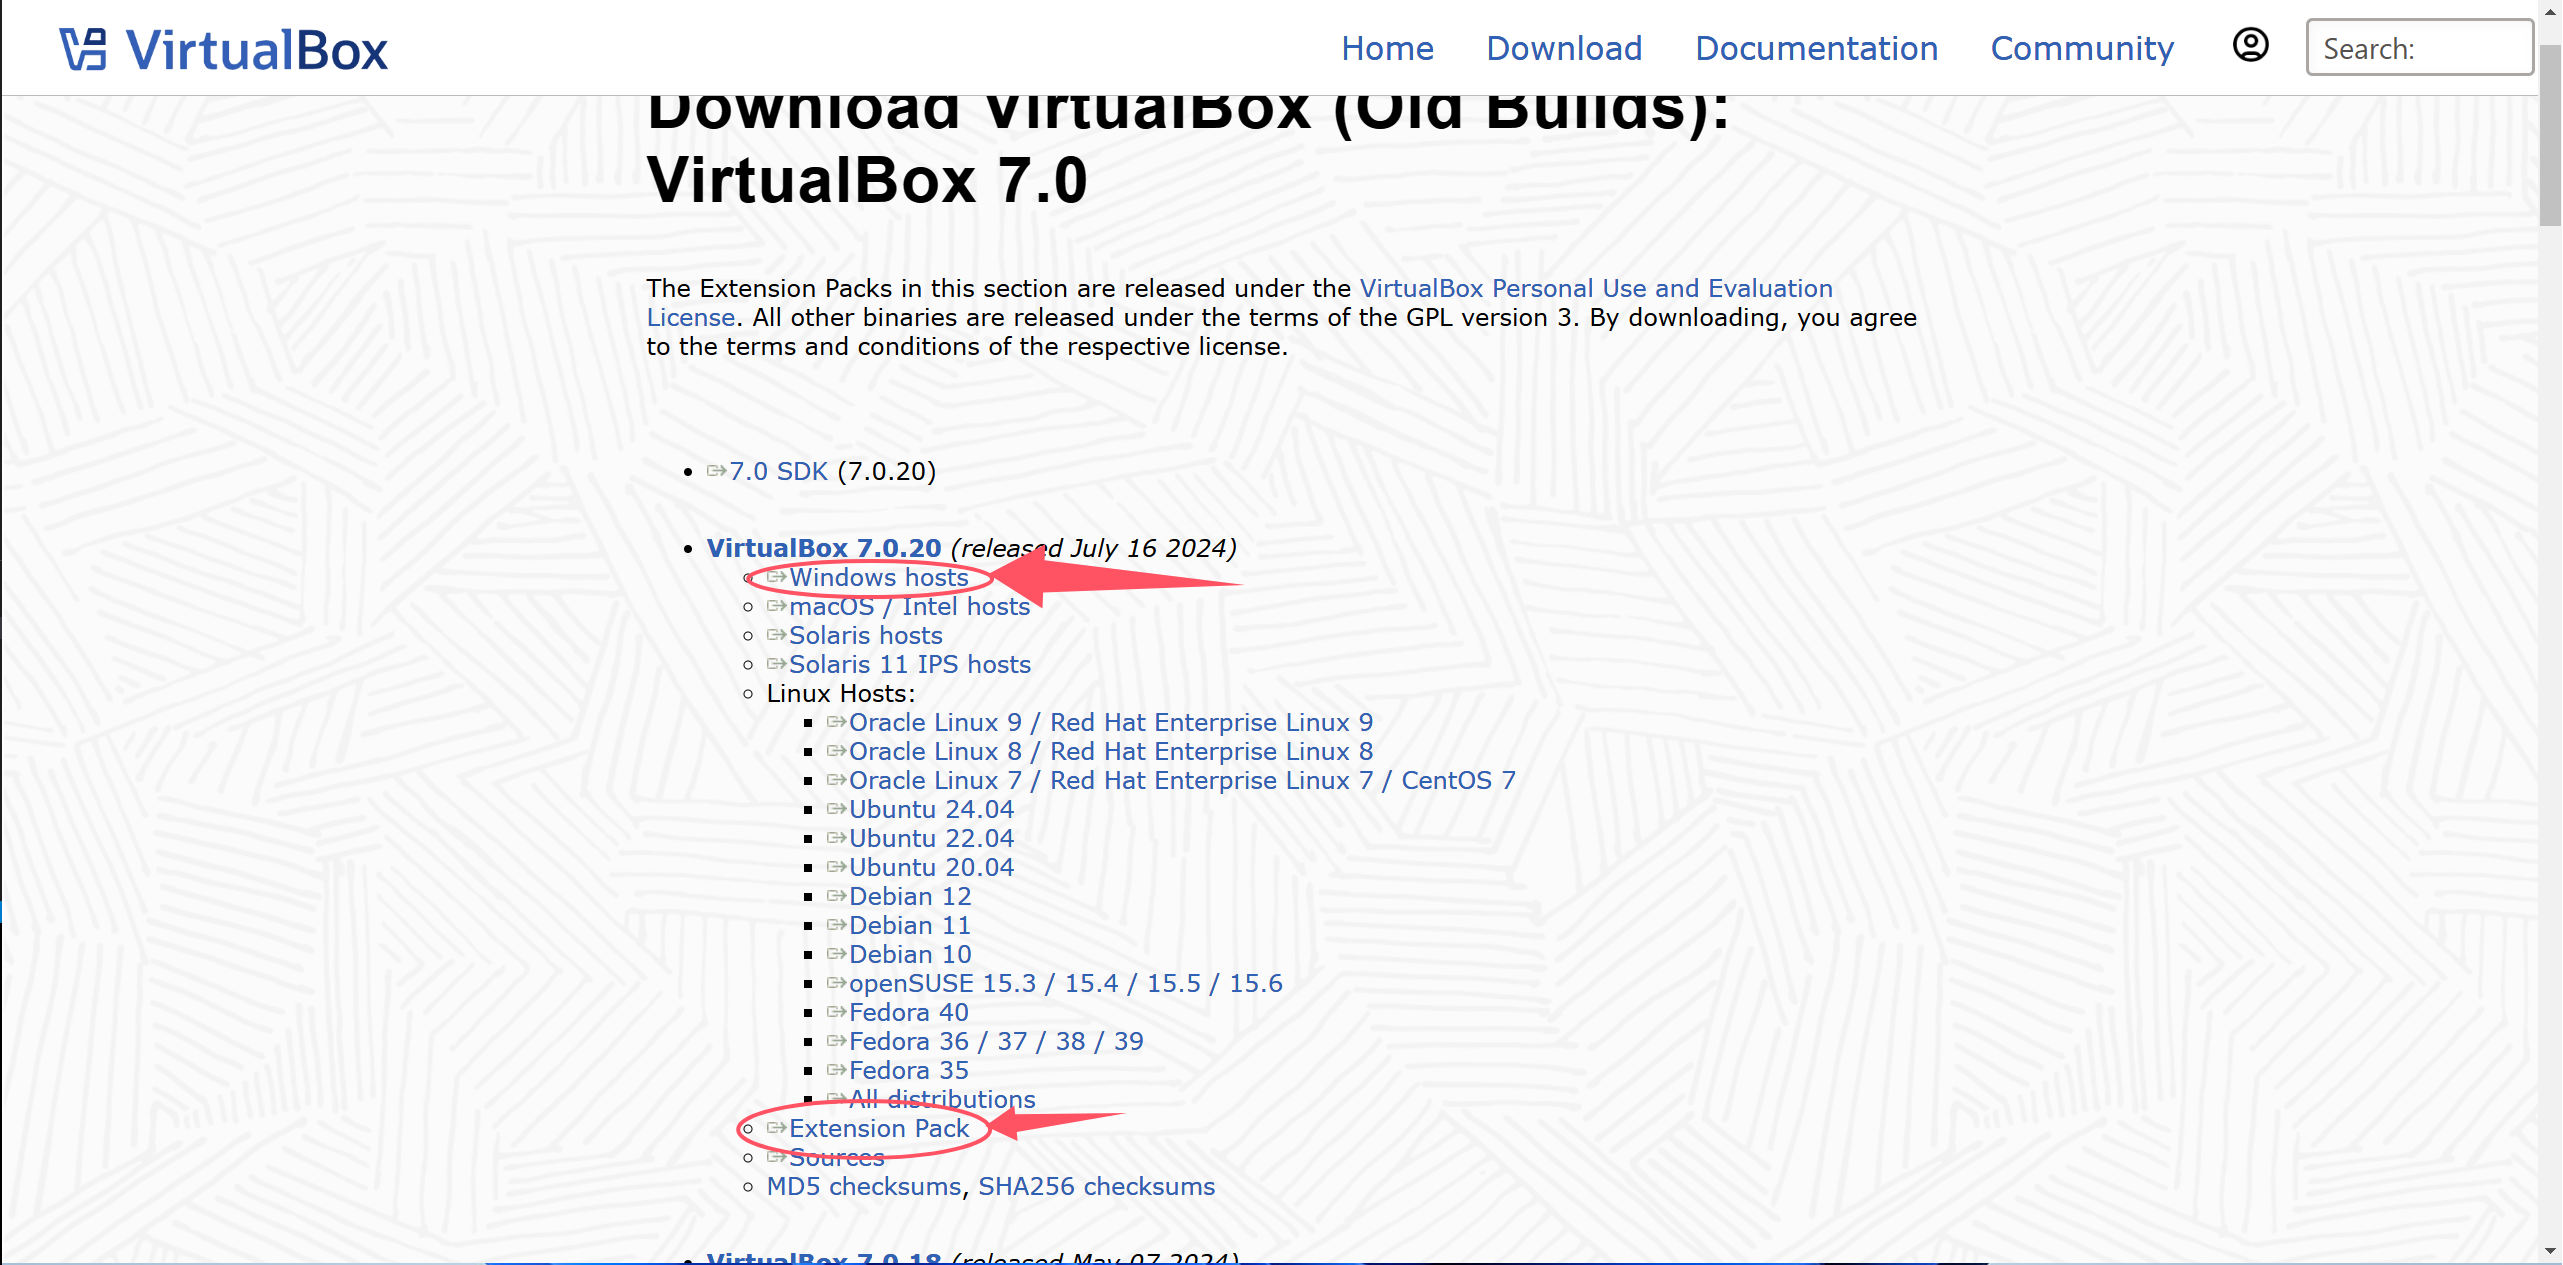 VirtualBox
Home Download Documentation Community Search:
Download VirtualBox (Old Builds):
VirtualBox 7.0
The Extension Packs in this section are released under the VirtualBox Personal Use and Evaluation
License. All other binaries are released under the terms of the GPL version 3. By downloading, you agree
to the terms and conditions of the respective license.
7.0 SDK (7.0.20)
VirtualBox 7.0.20 (released July 16 2024)
Windows hosts
macOS / Intel hosts
Solaris hosts
Solaris 11 IPS hosts
Linux Hosts:
Oracle Linux 9 / Red Hat Enterprise Linux 9
Oracle Linux 8 / Red Hat Enterprise Linux 8
Oracle Linux 7 / Red Hat Enterprise Linux 7 / CentOS 7
Ubuntu 24.04
Ubuntu 22.04
Ubuntu 20.04
Debian 12
Debian 11
Debian 10
openSUSE 15.3 / 15.4 / 15.5 / 15.6
Fedora 40
Fedora 36 / 37 / 38 / 39
Fedora 35
All distributions
Extension Pack
Sources
MD5 checksums, SHA256 checksums
VirtualBox 7.0.18 (released May 07 2024)